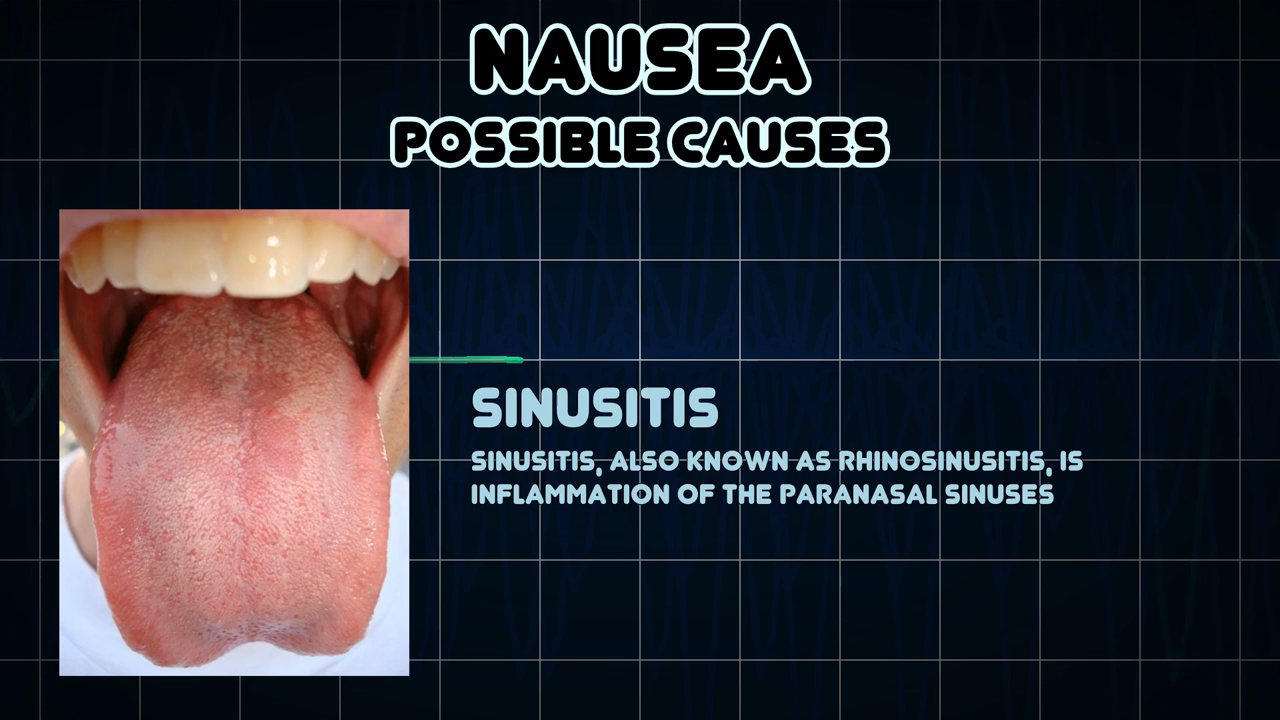 NAUSEA
POSSIBLE CAUSES
SINUSITIS
SINUSITIS, ALSO KNOWN AS RHINOSINUSITIS, IS
INFLAMMATION OF THE PARANASAL SINUSES